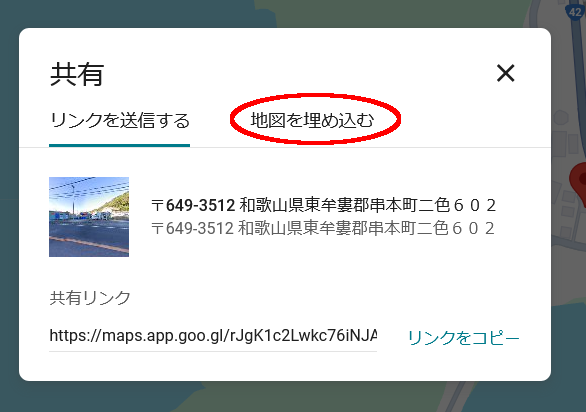 42
共有
リンクを送信する 地図を埋め込む
〒649-3512 和歌山県東牟婁郡串本町二色６０２
〒649-3512 和歌山県東牟婁郡串本町二色６０２
共有リンク
https://maps.app.goo.gl/rJgK1c2Lwkc76iNJA リンクをコピー